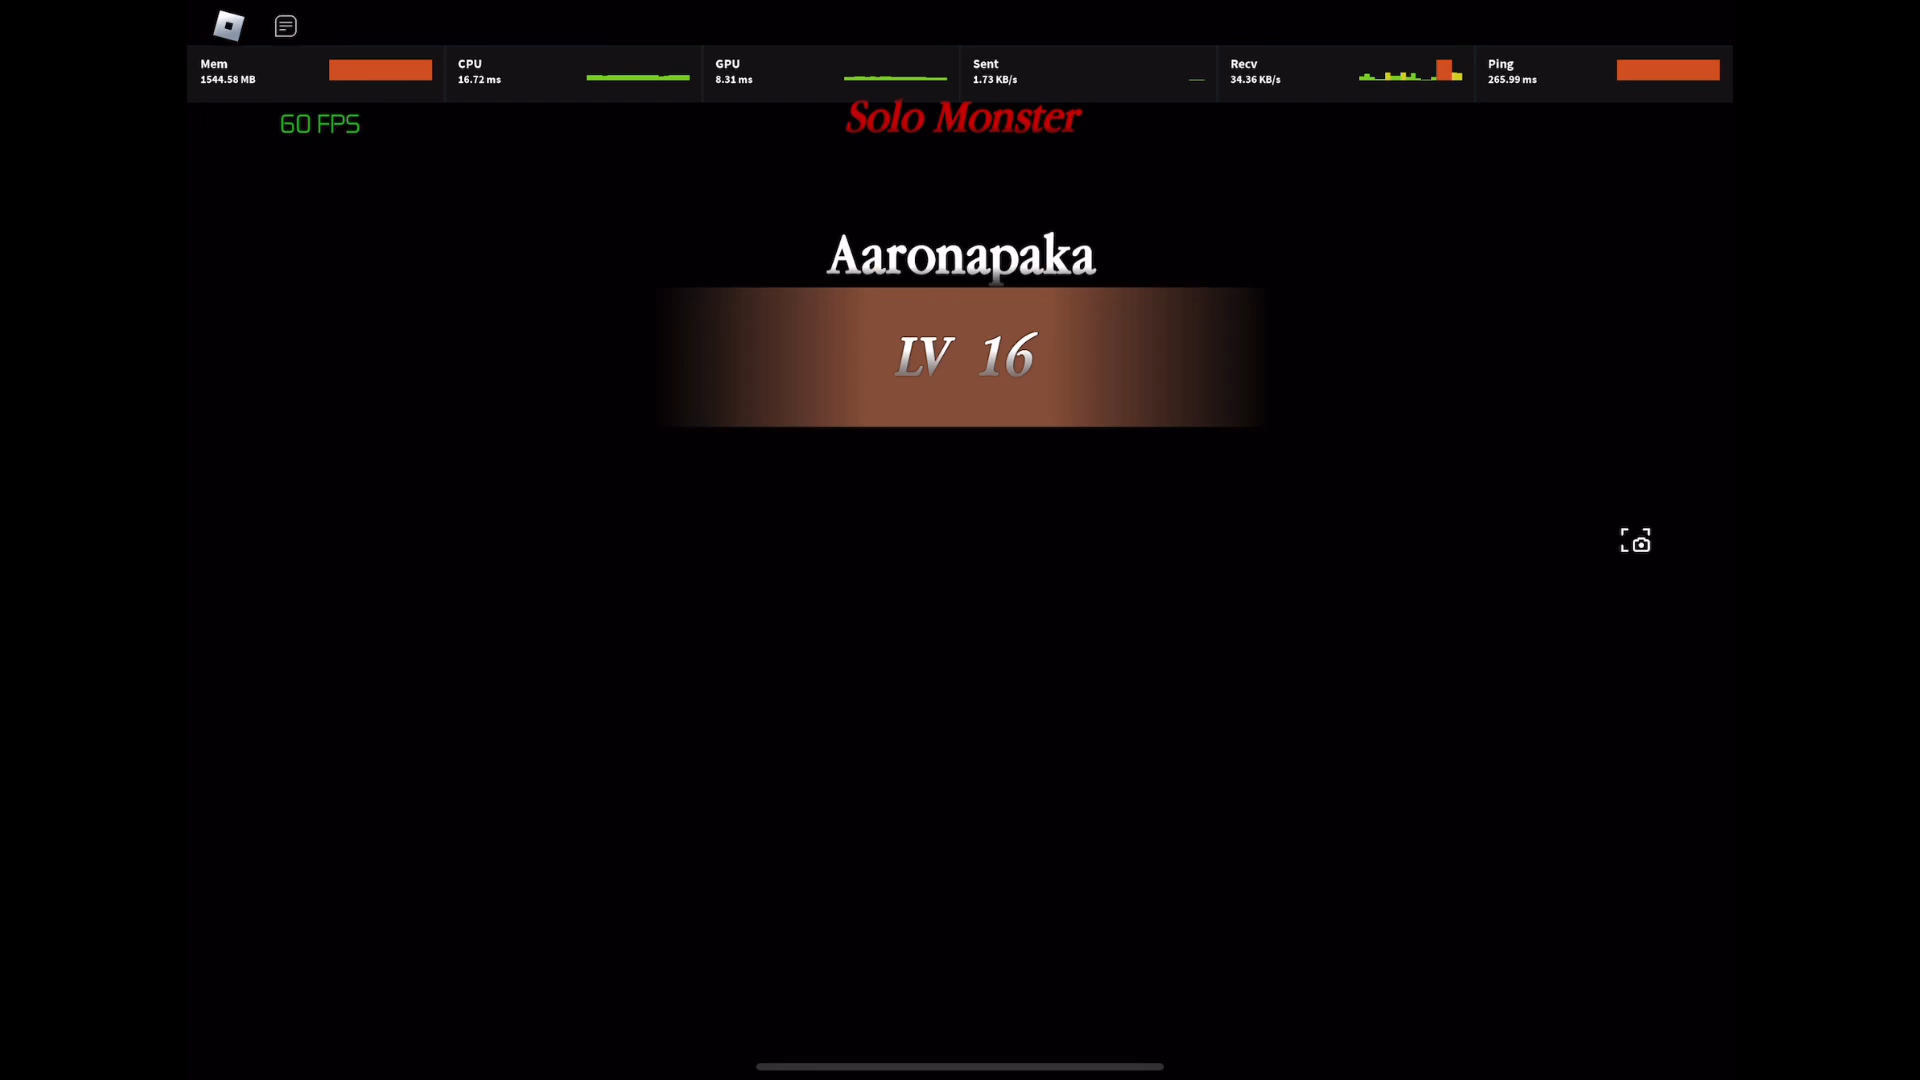 Mem
1544.58 MB
CPU
16.72 ms
GPU
8.31 ms
Sent
1.73 KB/s
Recv
34.36 KB/s
Ping
265.99 ms
60 FPS
Solo Monster
Aaronapaka
LV 16